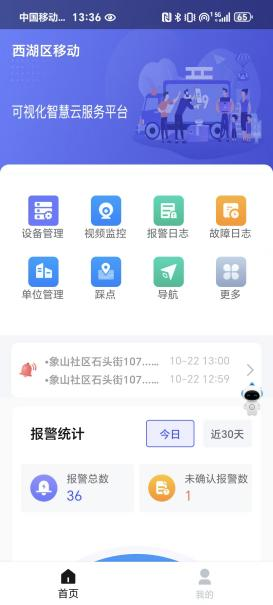 中国移动... 13:36 5G 65
西湖区移动
可视化智慧云服务平台
设备管理 视频监控 报警日志 故障日志
单位管理 踩点 导航 更多
•象山社区石头街107...... 10-22 13:00
•象山社区石头街107...... 10-22 12:59
报警统计 今日 近30天
报警总数 未确认报警数
36 1
首页 我的